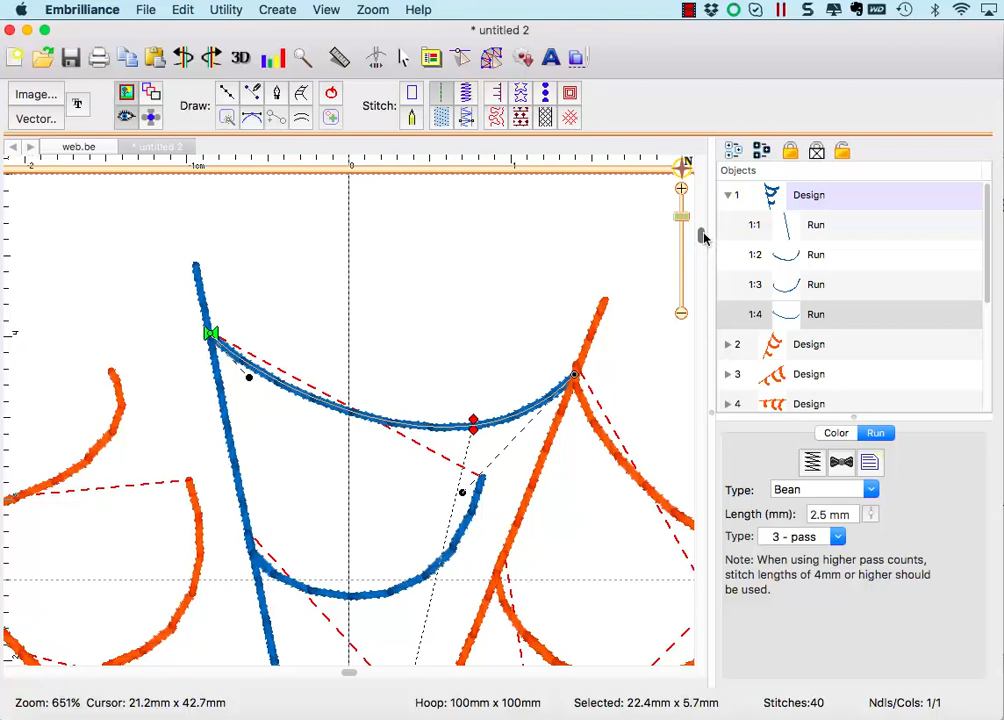 Embrilliance File Edit Utility Create View Zoom Help
* untitled 2
3D
Image... T Draw: Stitch:
Vector..
web.be * untitled 2
-2 -1cm 0 1 N
Objects
1 Design
1:1 Run
1:2 Run
1:3 Run
1:4 Run
2 Design
3 Design
4 Design
Color Run
Type: Bean
Length (mm): 2.5 mm
Type: 3 - pass
Note: When using higher pass counts,
stitch lengths of 4mm or higher should
be used.
Zoom: 651% Cursor: 21.2mm x 42.7mm Hoop: 100mm x 100mm Selected: 22.4mm x 5.7mm Stitches:40 Ndls/Cols: 1/1